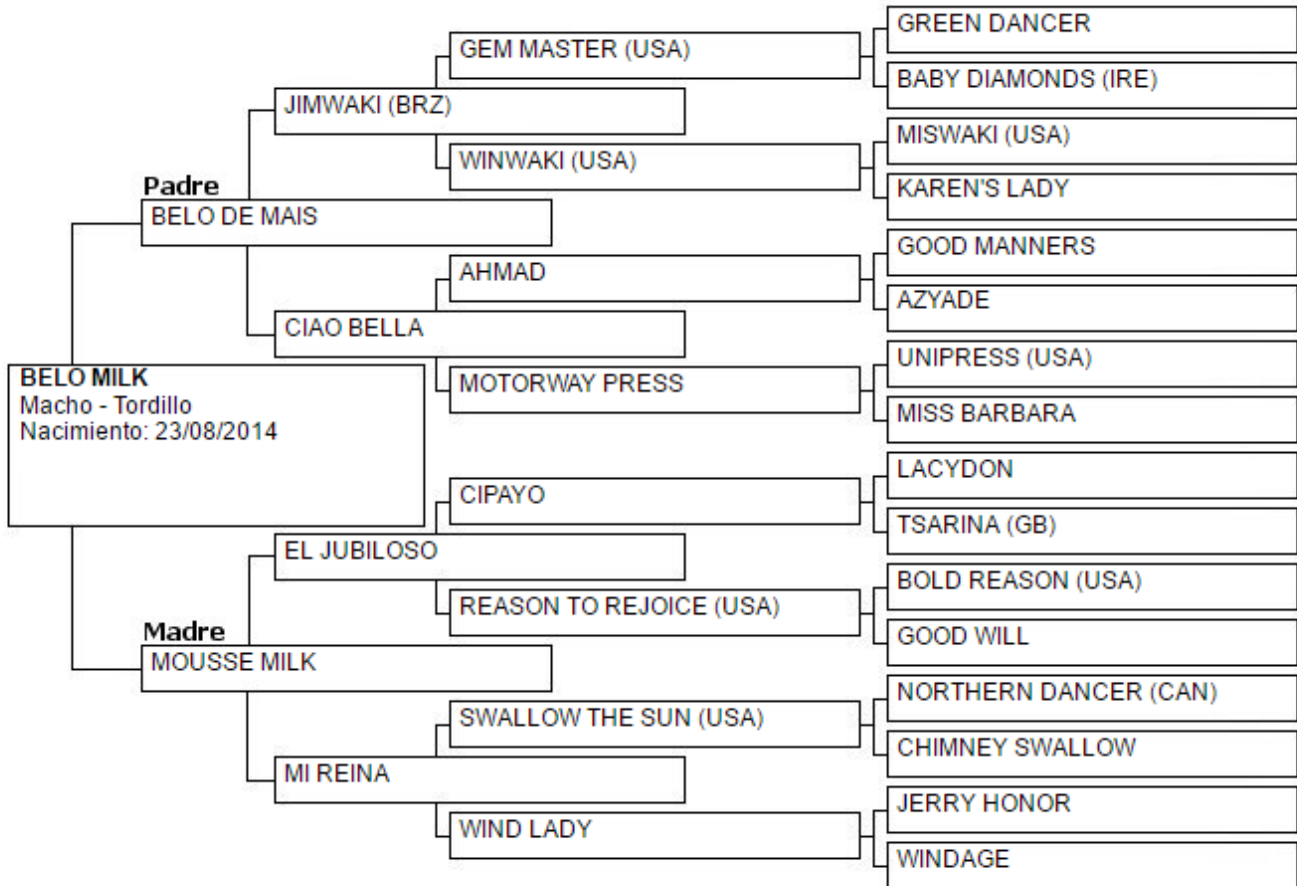 GREEN DANCER
GEM MASTER (USA)
BABY DIAMONDS (IRE)
JIMWAKI (BRZ)
MISWAKI (USA)
WINWAKI (USA)
KAREN'S LADY
Padre
BELO DE MAIS
GOOD MANNERS
AHMAD
AZYADE
CIAO BELLA
UNIPRESS (USA)
MOTORWAY PRESS
MISS BARBARA
BELO MILK
Macho - Tordillo
Nacimiento: 23/08/2014
LACYDON
CIPAYO
TSARINA (GB)
EL JUBILOSO
BOLD REASON (USA)
REASON TO REJOICE (USA)
GOOD WILL
Madre
MOUSSE MILK
NORTHERN DANCER (CAN)
SWALLOW THE SUN (USA)
CHIMNEY SWALLOW
MI REINA
JERRY HONOR
WIND LADY
WINDAGE